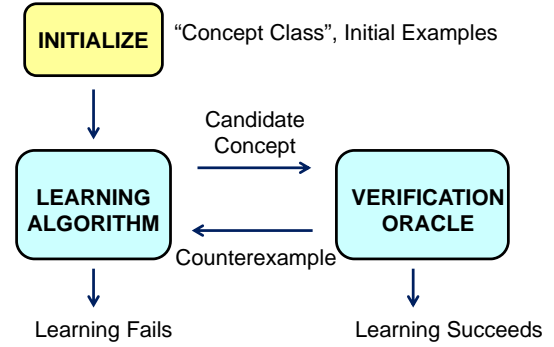 INITIALIZE
“Concept Class”, Initial Examples
Candidate
Concept
LEARNING
ALGORITHM
VERIFICATION
ORACLE
Counterexample
Learning Fails
Learning Succeeds